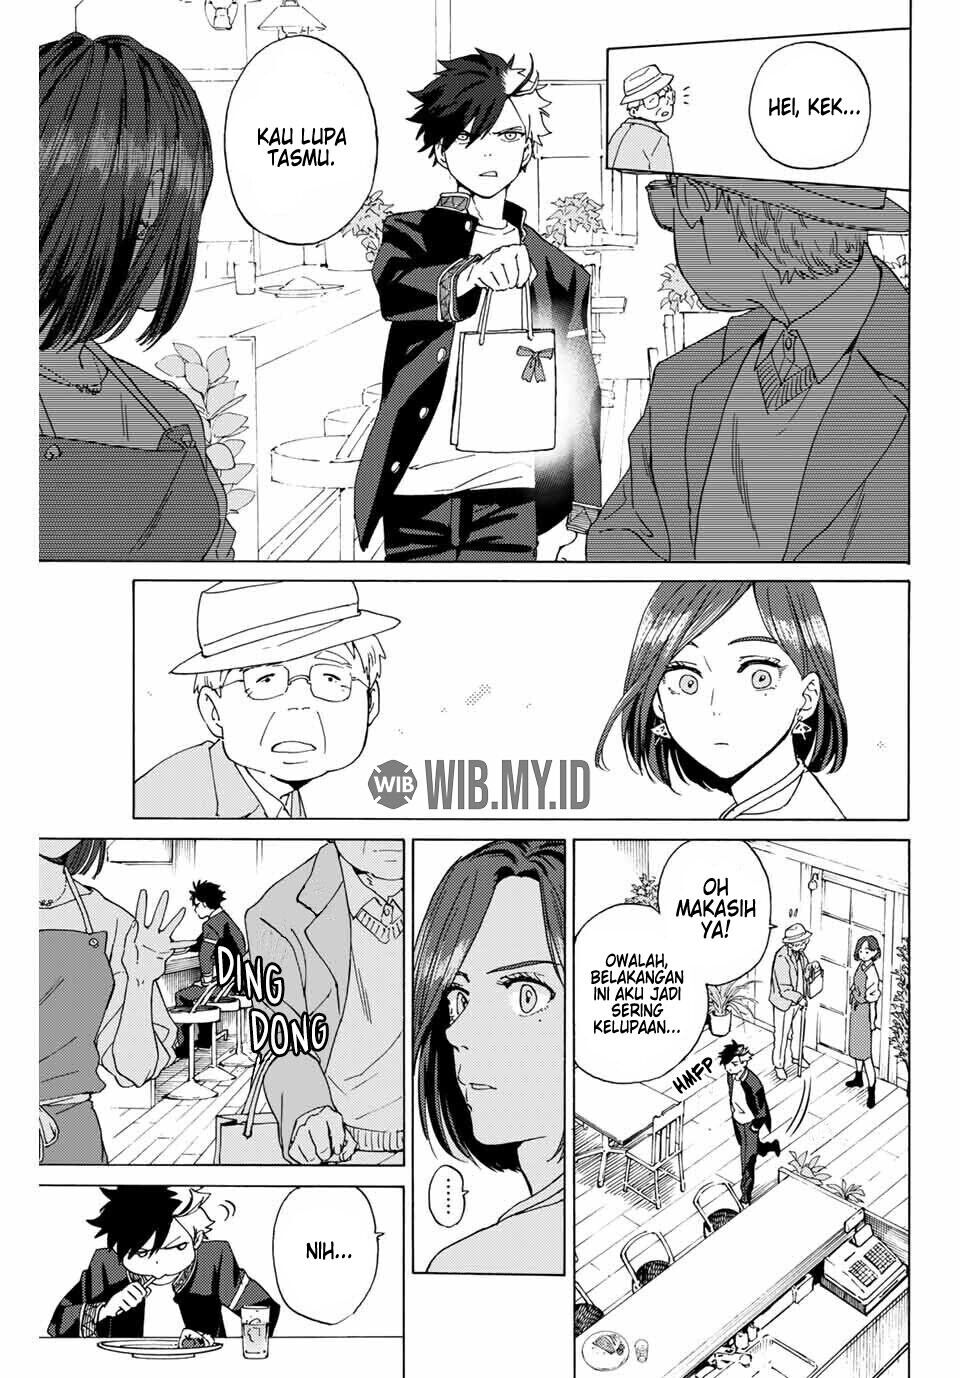 HEI, KEK...
KAU LUPA
TASMU.
WIB
WIB.MY.ID
OH
MAKASIH
YA!
OWALAH,
BELAKANGAN
INI AKU JADI
SERING
KELUPAAN...
HMFP
.......
DING
DONG
NIH...